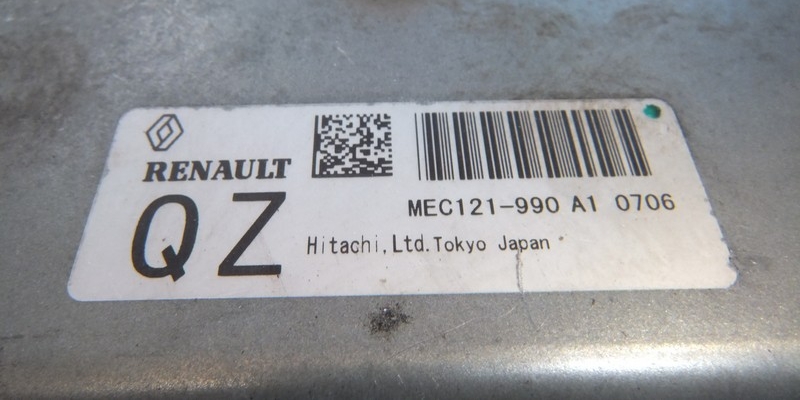 RENAULT
QZ
MEC121-990 A1 0706
Hitachi,Ltd.Tokyo Japan